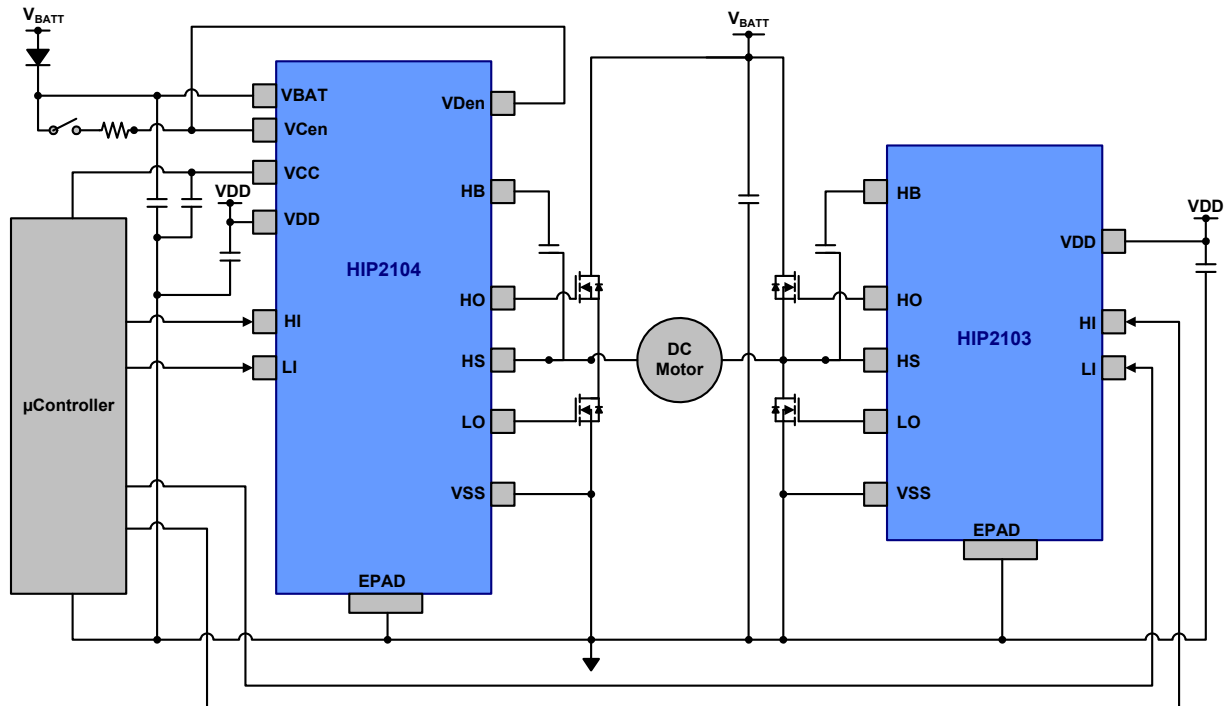 VBATT
VBATT
VBAT
VCen
VCC
VDD
VDD
HI
LI
VDen
HB
HO
HS
LO
VSS
EPAD
HIP2104
µController
DC
Motor
HB
HO
HS
LO
VSS
EPAD
HIP2103
VDD
VDD
HI
LI